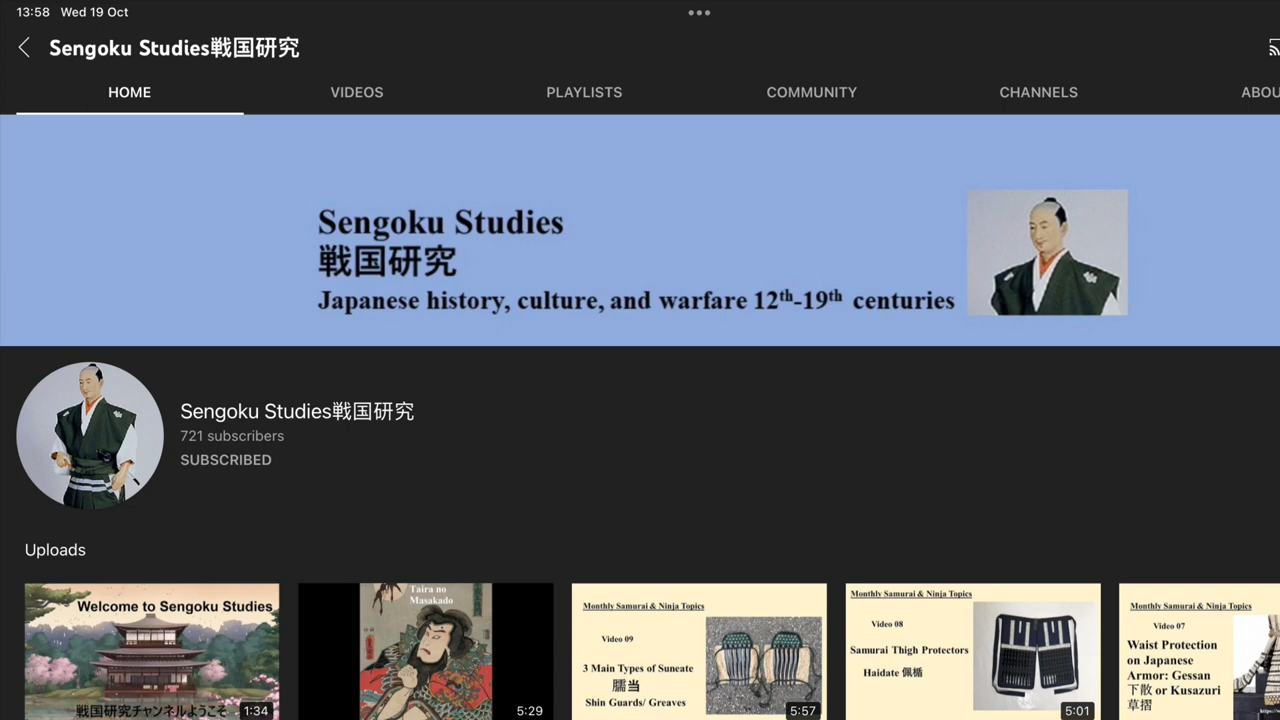 13:58 Wed 19 Oct
Sengoku Studies戦国研究
HOME VIDEOS PLAYLISTS COMMUNITY CHANNELS ABOU
Sengoku Studies
戦国研究
Japanese history, culture, and warfare 12th-19th centuries
Sengoku Studies戦国研究
721 subscribers
SUBSCRIBED
Uploads
Welcome to Sengoku Studies
戦国研究チャンネルようこそ
1:34
Taira no
Masakado
5:29
Monthly Samurai & Ninja Topics
Video 09
3 Main Types of Suneate
臑当
Shin Guards/ Greaves
5:57
Monthly Samurai & Ninja Topics
Video 08
Samurai Thigh Protectors
Haidate 佩楯
5:01
Monthly Samurai & Ninja Topics
Video 07
Waist Protection
on Japanese
Armor: Gessan
下散 or Kusazuri
草摺